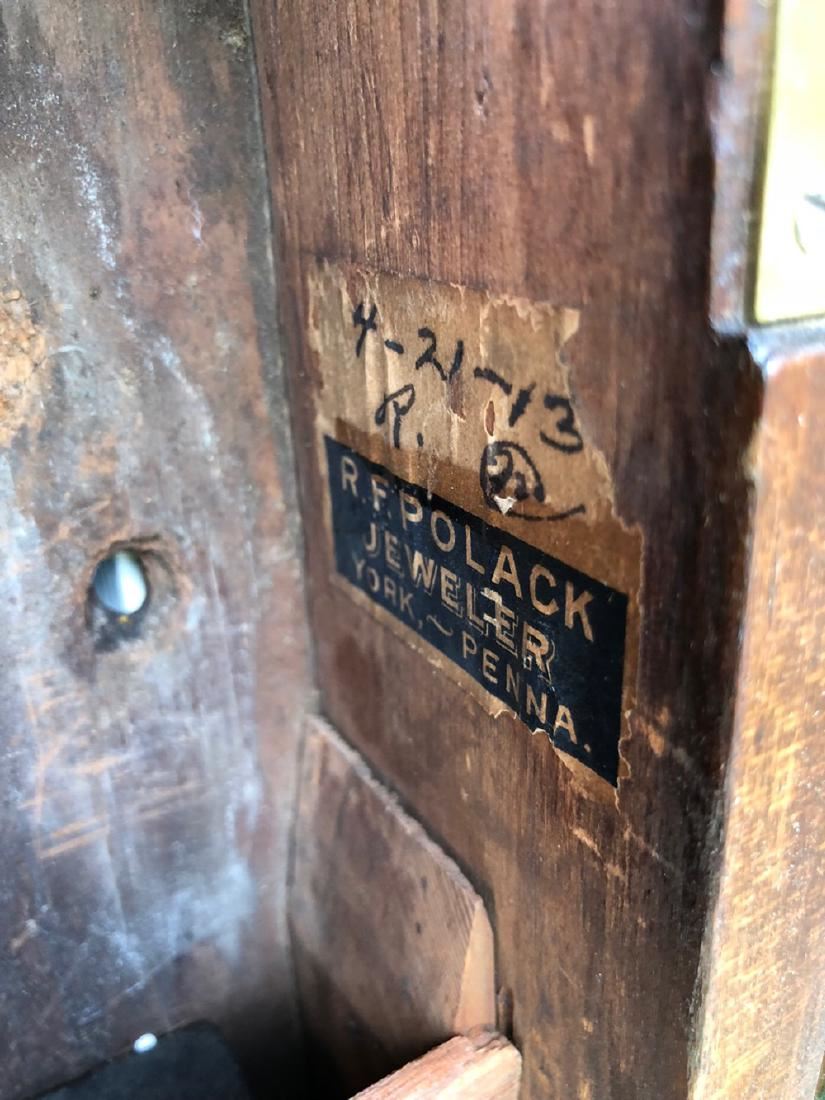 4-21-13
R.
R.F. POLACK
JEWELER
YORK, ~ PENNA.